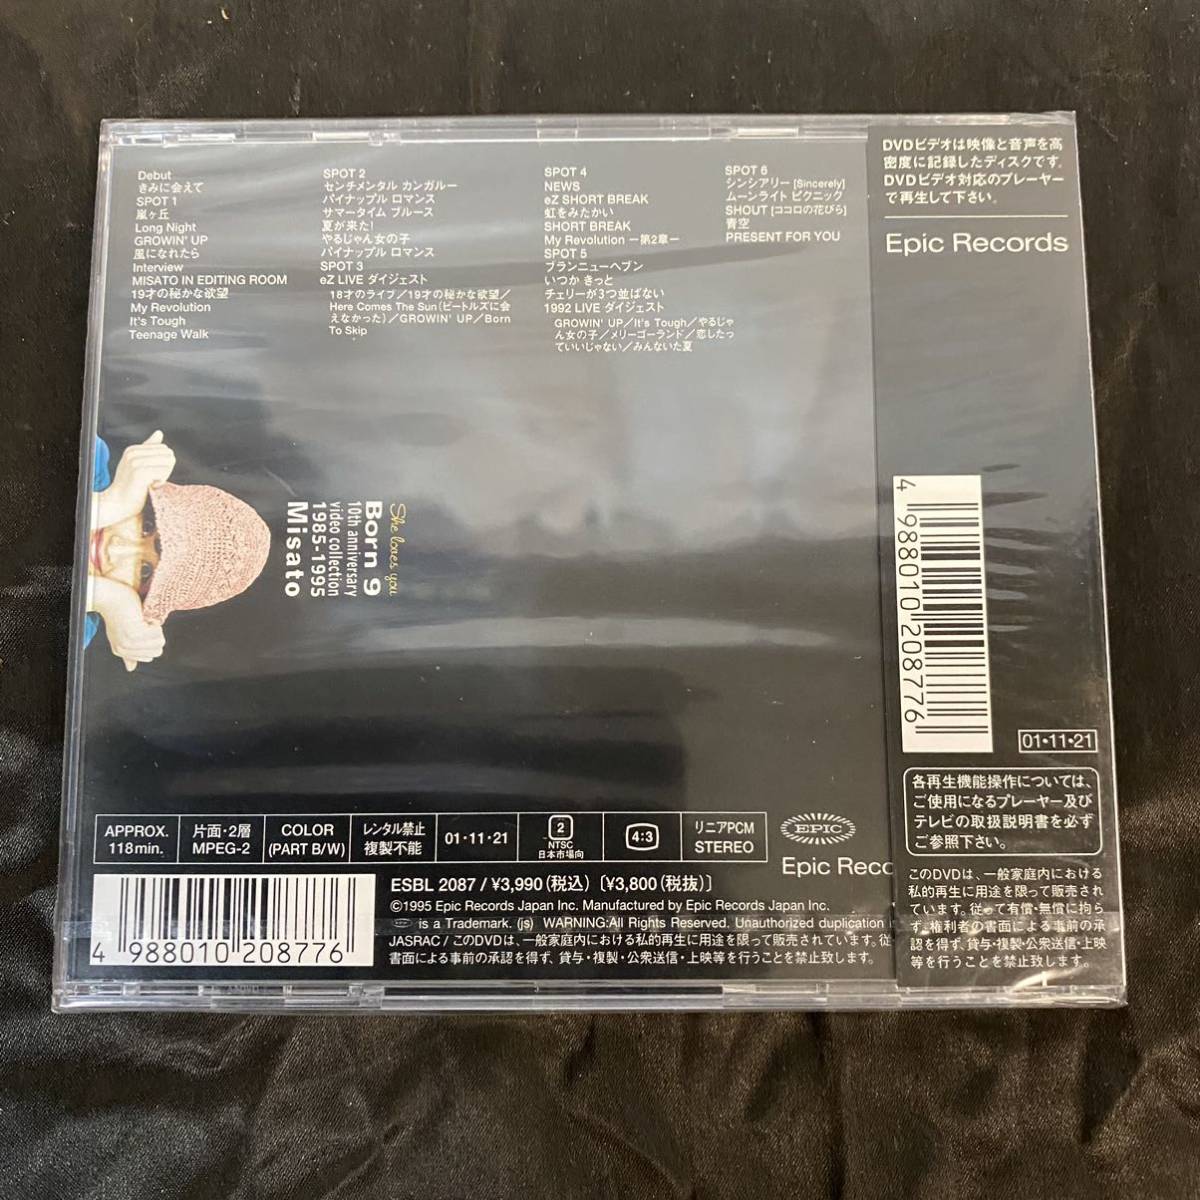 Debut
きみに会えて
SPOT 1
嵐ヶ丘
Long Night
GROWIN' UP
風になれたら
Interview
MISATO IN EDITING ROOM
19才の秘かな欲望
My Revolution
It's Tough
Teenage Walk
SPOT 2
センチメンタル カンガルー
パイナップル ロマンス
サマータイム ブルース
夏が来た!
やるじゃん女の子
パイナップル ロマンス
SPOT 3
eZ LIVE ダイジェスト
18才のライブ/19才の秘かな欲望/
Here Comes The Sun(ビートルズに会
えなかった)/GROWIN' UP/Born
To Skip
SPOT 4
NEWS
eZ SHORT BREAK
虹をみたかい
SHORT BREAK
My Revolution ー第2章ー
SPOT 5
ブランニューヘブン
いつか きっと
チェリーが3つ並ばない
1992 LIVE ダイジェスト
GROWIN' UP/It's Tough/やるじゃ
ん女の子/メリーゴーランド/恋したっ
ていいじゃない/みんないた夏
SPOT 6
シンシアリー [Sincerely]
ムーンライト ピクニック
SHOUT [ココロの花びら]
青空
PRESENT FOR YOU
DVDビデオは映像と音声を高
密度に記録したディスクです。
DVDビデオ対応のプレーヤー
で再生して下さい。
Epic Records
4 988010 208776
01・11・21
各再生機能操作については、
ご使用になるプレーヤー及び
テレビの取扱説明書を必ず
ご参照下さい。
このDVDは、一般家庭内における
私的再生に用途を限って販売され
ています。従って有償・無償に拘ら
ず、権利者の書面による事前の承
認を得ず、貸与・複製・公衆送信・上映
等を行うことを禁止致します。
She loves you
Born 9
10th anniversary
video collection
1985-1995
Misato
APPROX.
118min.
片面・2層
MPEG-2
COLOR
(PART B/W)
レンタル禁止
複製不能
01・11・21
2
NTSC
日本市場向
4:3
リニアPCM
STEREO
EPIC
Epic Reco
4 988010 208776
ESBL 2087 / ¥3,990(税込) [¥3,800(税抜)]
©1995 Epic Records Japan Inc. Manufactured by Epic Records Japan Inc.
is a Trademark. (js) WARNING:All Rights Reserved. Unauthorized duplication i
JASRAC / このDVDは、一般家庭内における私的再生に用途を限って販売されています。従
書面による事前の承認を得ず、貸与・複製・公衆送信・上映等を行うことを禁止致します。